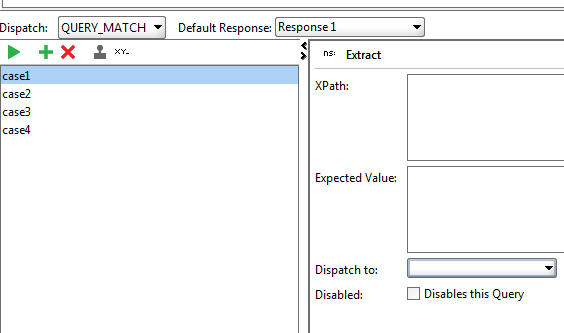 Dispatch: QUERY_MATCH Default Response: Response 1
XY= ns: Extract
case1
case2
case3
case4
XPath:
Expected Value:
Dispatch to:
Disabled: Disables this Query